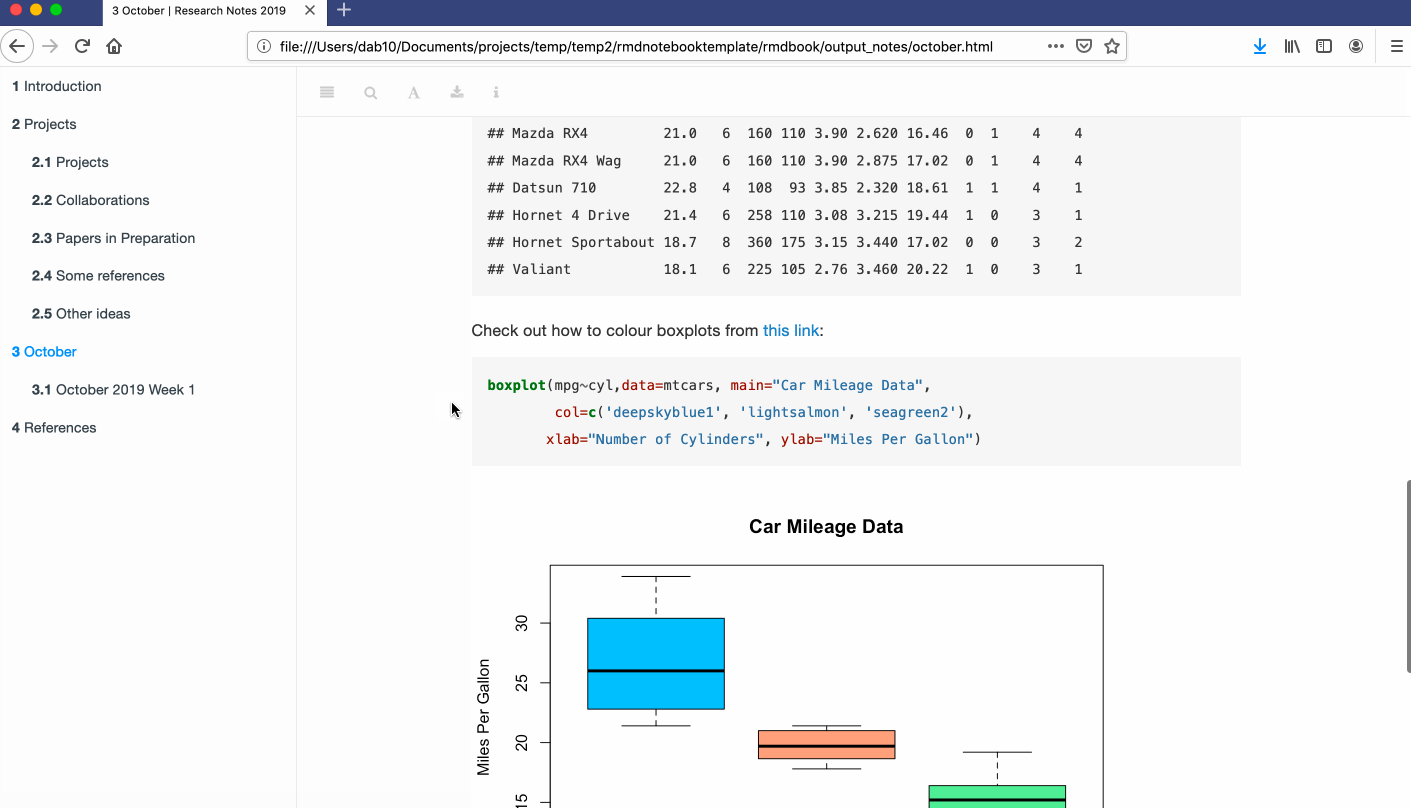 3 October | Research Notes 2019
file:///Users/dab10/Documents/projects/temp/temp2/rmdnotebooktemplate/rmdbook/output_notes/october.html
1 Introduction
2 Projects
2.1 Projects
2.2 Collaborations
2.3 Papers in Preparation
2.4 Some references
2.5 Other ideas
3 October
3.1 October 2019 Week 1
4 References
A
i
## Mazda RX4         21.0   6  160 110 3.90 2.620 16.46  0  1    4    4
## Mazda RX4 Wag     21.0   6  160 110 3.90 2.875 17.02  0  1    4    4
## Datsun 710        22.8   4  108  93 3.85 2.320 18.61  1  1    4    1
## Hornet 4 Drive    21.4   6  258 110 3.08 3.215 19.44  1  0    3    1
## Hornet Sportabout 18.7   8  360 175 3.15 3.440 17.02  0  0    3    2
## Valiant           18.1   6  225 105 2.76 3.460 20.22  1  0    3    1
Check out how to colour boxplots from this link:
boxplot(mpg~cyl,data=mtcars, main="Car Mileage Data",
        col=c('deepskyblue1', 'lightsalmon', 'seagreen2'),
       xlab="Number of Cylinders", ylab="Miles Per Gallon")
Car Mileage Data
Miles Per Gallon
30
25
20
15